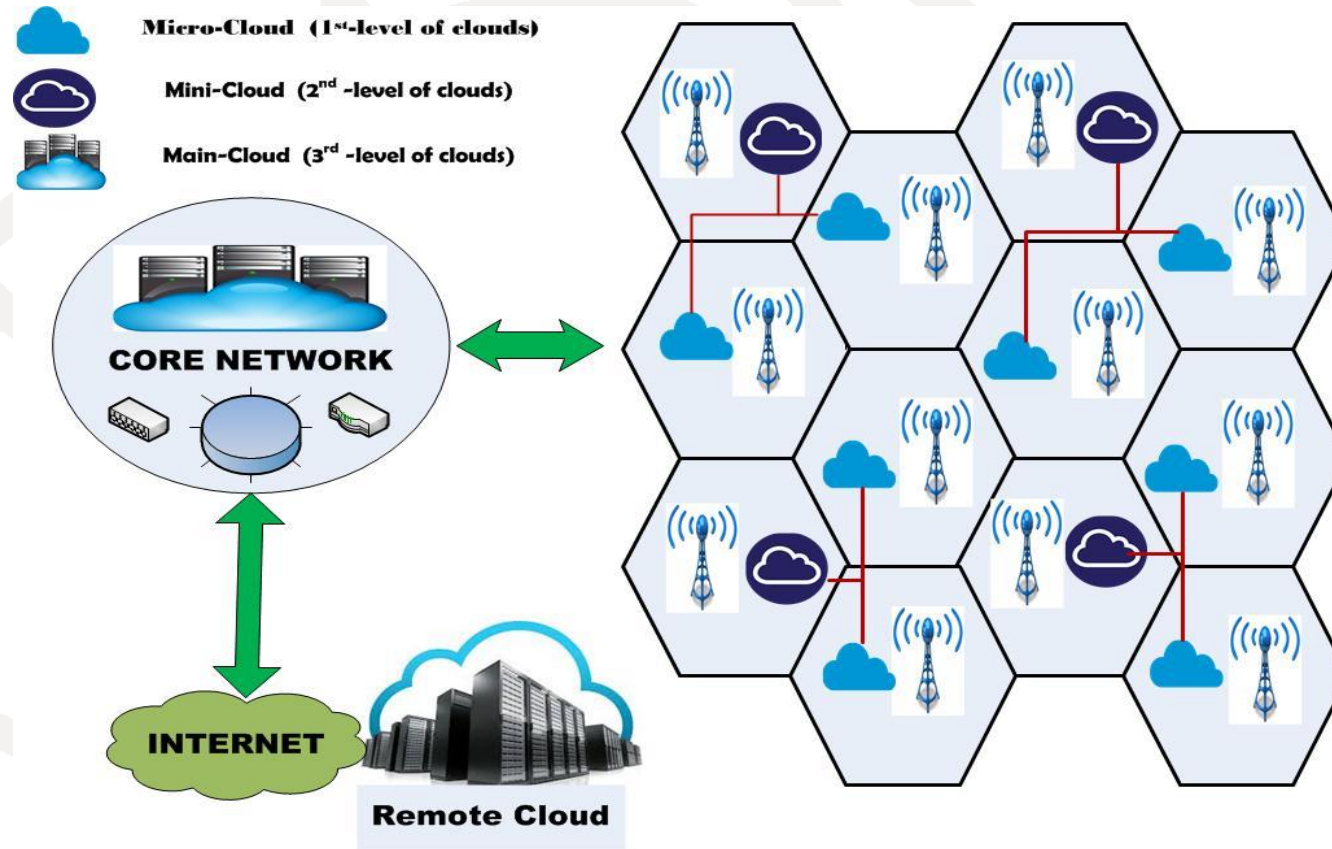 Micro-Cloud (1st-level of clouds)
Mini-Cloud (2nd -level of clouds)
Main-Cloud (3rd -level of clouds)
CORE NETWORK
INTERNET
Remote Cloud